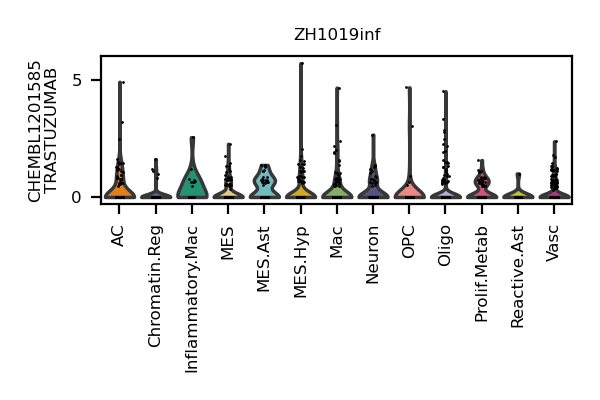 ZH1019inf
CHEMBL1201585
TRASTUZUMAB
5
0
AC
Chromatin.Reg
Inflammatory.Mac
MES
MES.Ast
MES.Hyp
Mac
Neuron
OPC
Oligo
Prolif.Metab
Reactive.Ast
Vasc